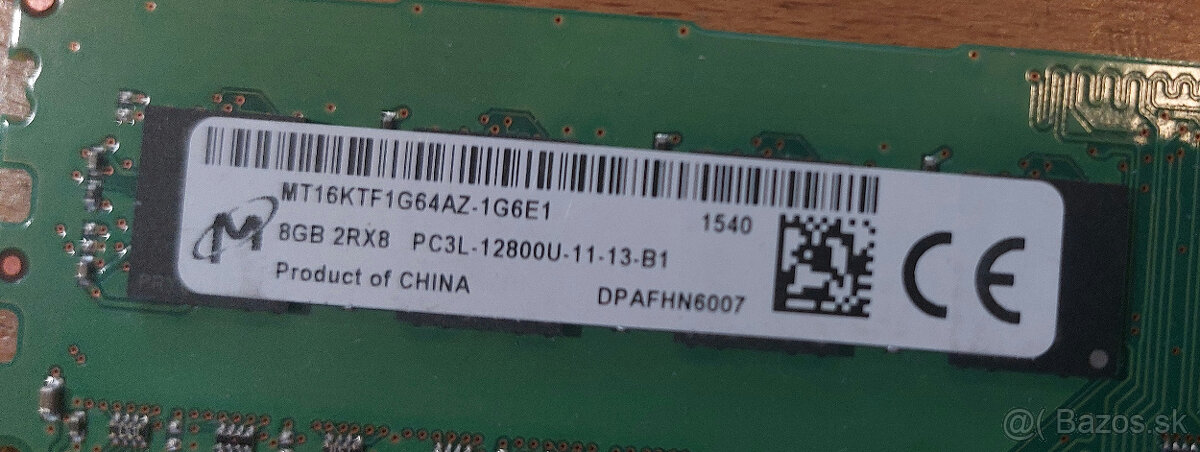 MT16KTF1G64AZ-1G6E1
1540
8GB 2RX8 PC3L-12800U-11-13-B1
Product of CHINA
DPAFHN6007
CE
@( Bazos.sk